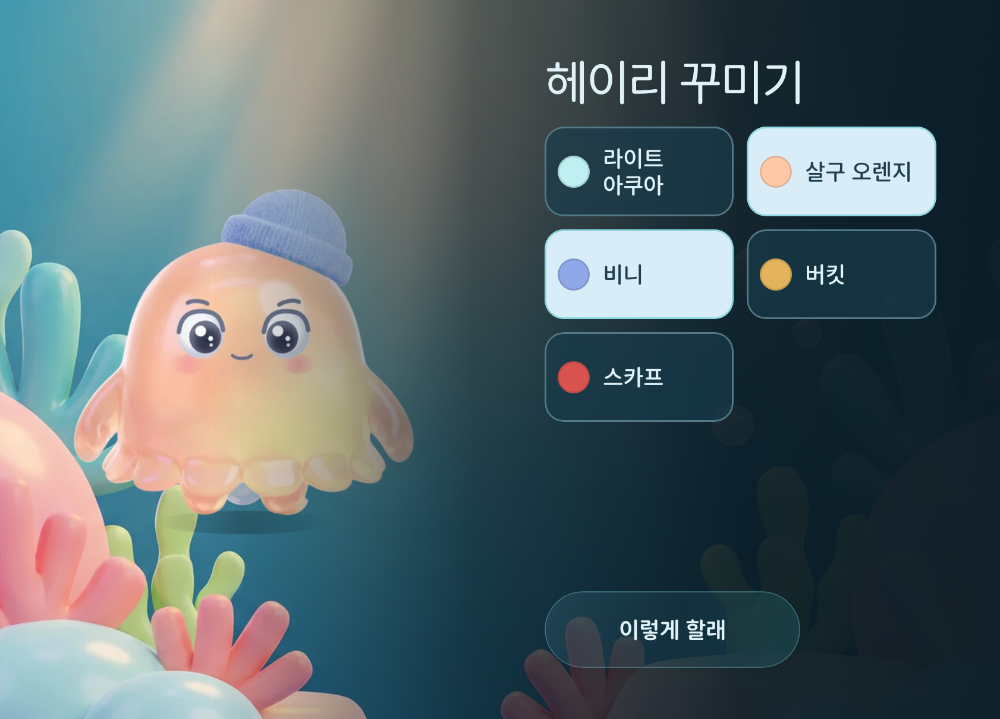 헤이리 꾸미기
라이트
아쿠아
살구 오렌지
비니
버킷
스카프
이렇게 할래